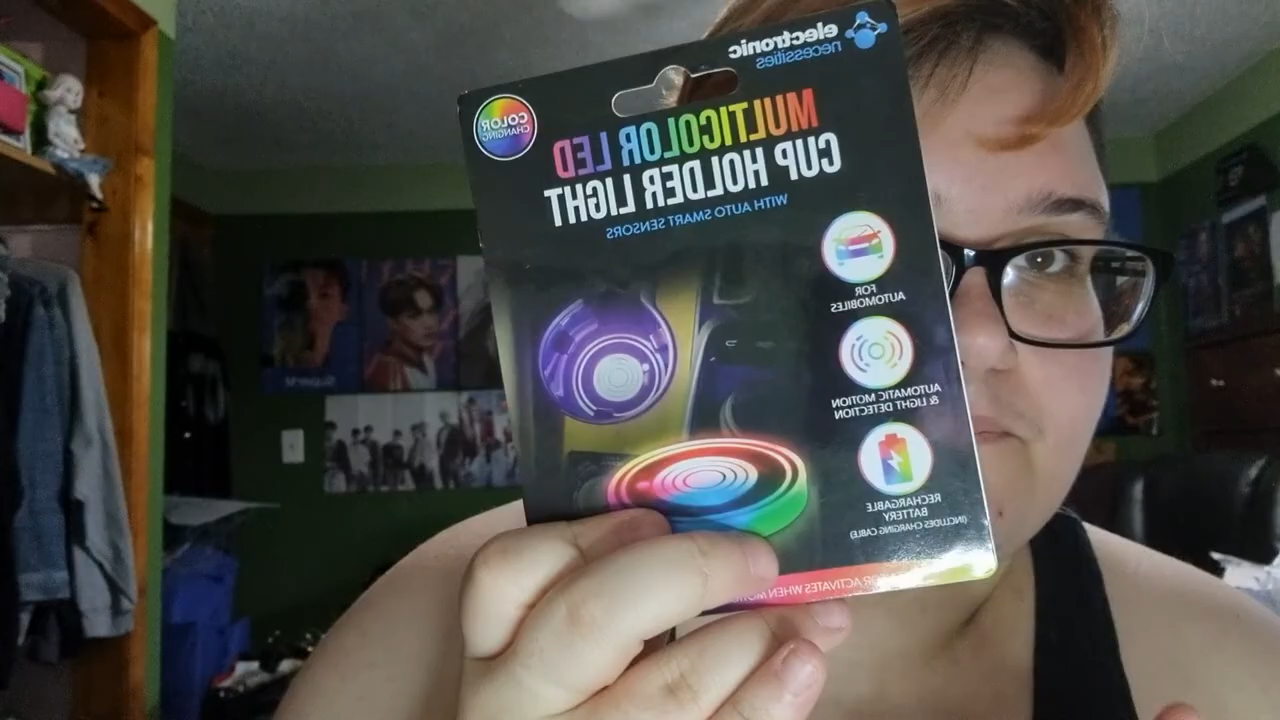 electronic
necessities
COLOR
CHANGING
MULTICOLOR LED
CUP HOLDER LIGHT
WITH AUTO SMART SENSORS
FOR
AUTOMOBILES
AUTOMATIC MOTION
& LIGHT DETECTION
RECHARGABLE
BATTERY
(INCLUDES CHARGING CABLE)
ACTIVATES WHEN